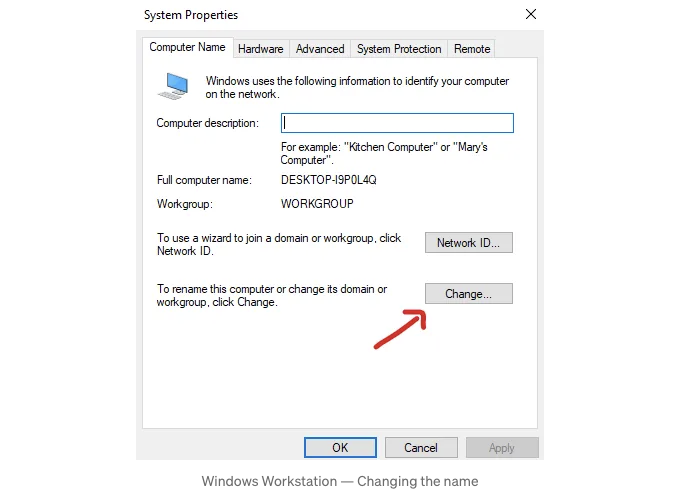 System Properties
Computer Name Hardware Advanced System Protection Remote
Windows uses the following information to identify your computer
on the network.
Computer description:
For example: "Kitchen Computer" or "Mary's
Computer".
Full computer name: DESKTOP-I9P0L4Q
Workgroup: WORKGROUP
To use a wizard to join a domain or workgroup, click
Network ID.
Network ID...
To rename this computer or change its domain or
workgroup, click Change.
Change...
OK Cancel Apply
Windows Workstation — Changing the name